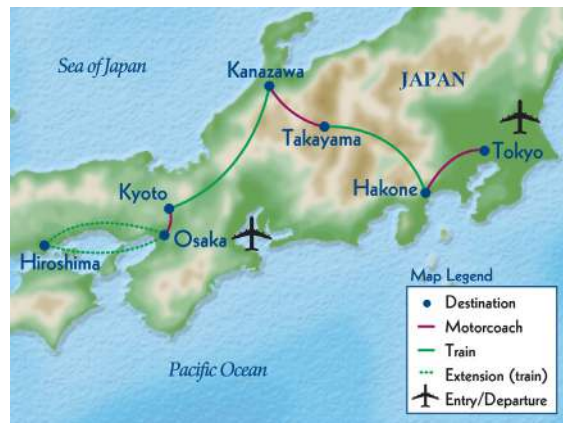 Sea of Japan
Kanazawa
JAPAN
Takayama
Tokyo
Kyoto
Hakone
Osaka
Hiroshima
Pacific Ocean
Map Legend
Destination
Motorcoach
Train
Extension (train)
Entry/Departure